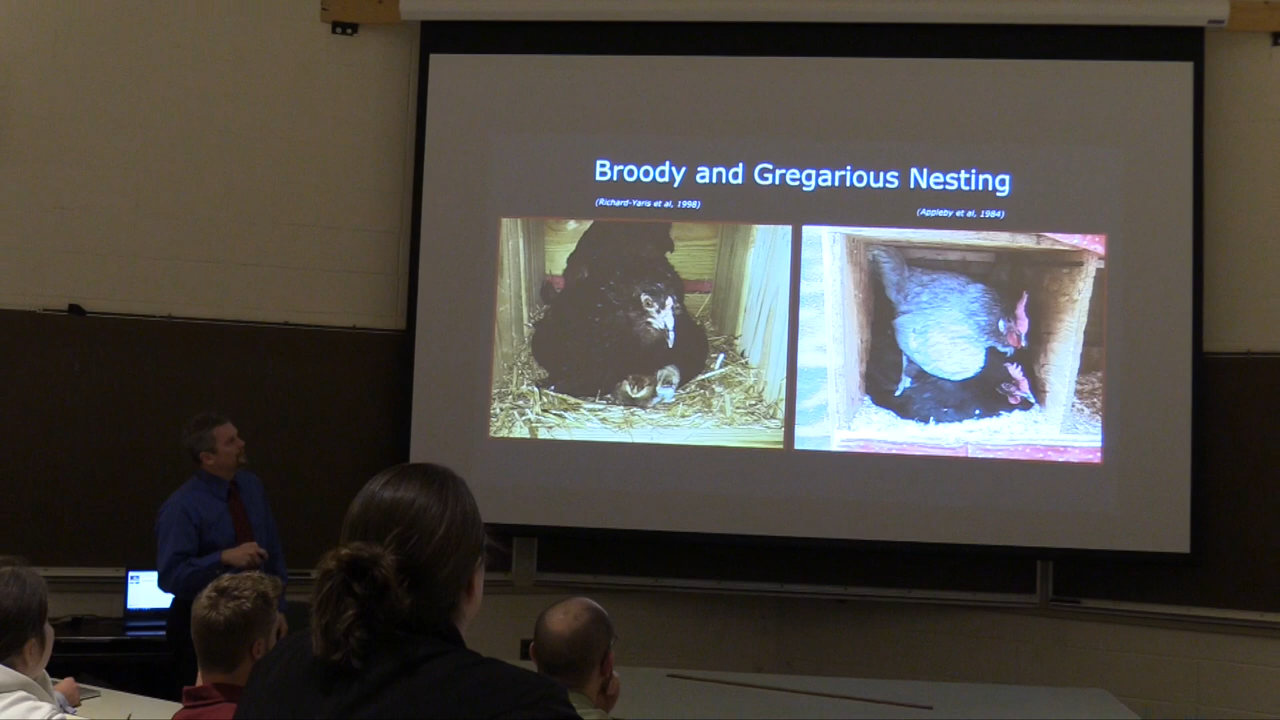 Broody and Gregarious Nesting
(Richard-Yaris et al, 1998)
(Appleby et al, 1984)